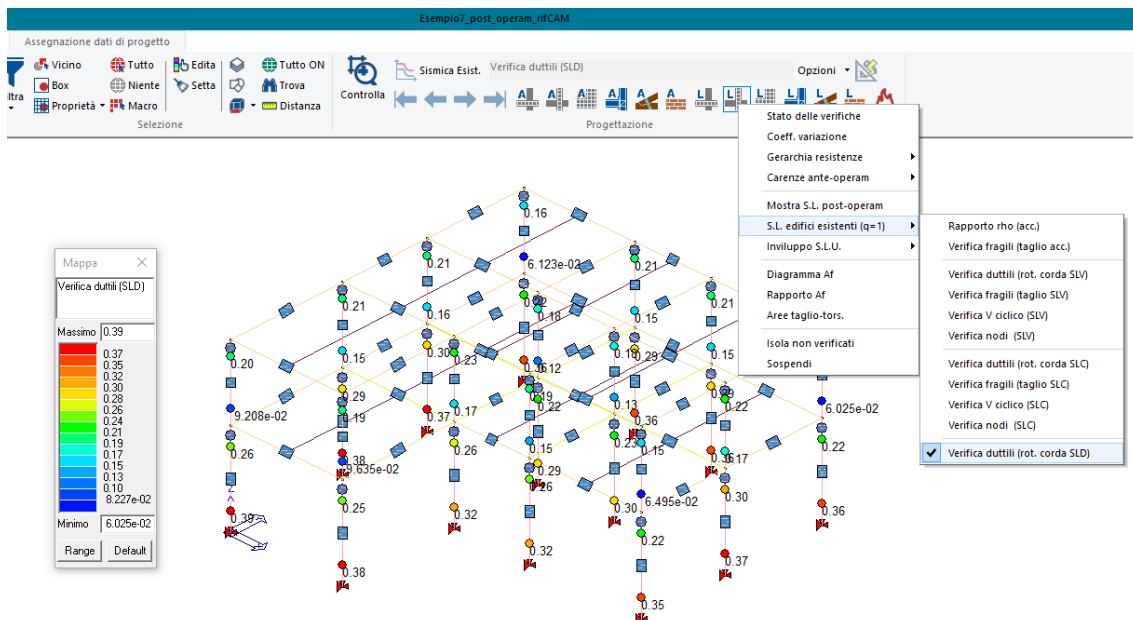 Esempio7_post_operam_rifCAM
Assegnazione dati di progetto
Vicino
Tutto
Edita
Tutto ON
Box
Niente
Setta
Trova
ltra
Proprietà
Macro
Distanza
Selezione
Controlla
Sismica Esist.
Verifica duttili (SLD)
Opzioni
Progettazione
Stato delle verifiche
Coeff. variazione
Gerarchia resistenze
Carenze ante-operam
Mostra S.L. post-operam
S.L. edifici esistenti (q=1)
Inviluppo S.L.U.
Diagramma Af
Rapporto Af
Aree taglio-tors.
Isola non verificati
Sospendi
Rapporto rho (acc.)
Verifica fragili (taglio acc.)
Verifica duttili (rot. corda SLV)
Verifica fragili (taglio SLV)
Verifica V ciclico (SLV)
Verifica nodi (SLV)
Verifica duttili (rot. corda SLC)
Verifica fragili (taglio SLC)
Verifica V ciclico (SLC)
Verifica nodi (SLC)
Verifica duttili (rot. corda SLD)
Mappa
Verifica duttili (SLD)
Massimo 0.39
0.37
0.35
0.32
0.30
0.28
0.26
0.24
0.21
0.19
0.17
0.15
0.13
0.10
8.227e-02
Minimo 6.025e-02
Range Default
0.16
0.21
6.123e-02
0.21
0.21
0.21
0.16
0.18
0.15
0.20
0.15
0.30
0.23
0.18
0.29
0.15
0.29
0.19
0.17
0.22
0.13
0.36
0.22
9.208e-02
0.37
6.025e-02
0.26
0.38
9.635e-02
0.26
0.15
0.29
0.23
0.15
0.17
0.22
0.39
0.25
0.32
0.26
0.30
6.495e-02
0.30
0.36
0.22
0.38
0.32
0.37
0.35